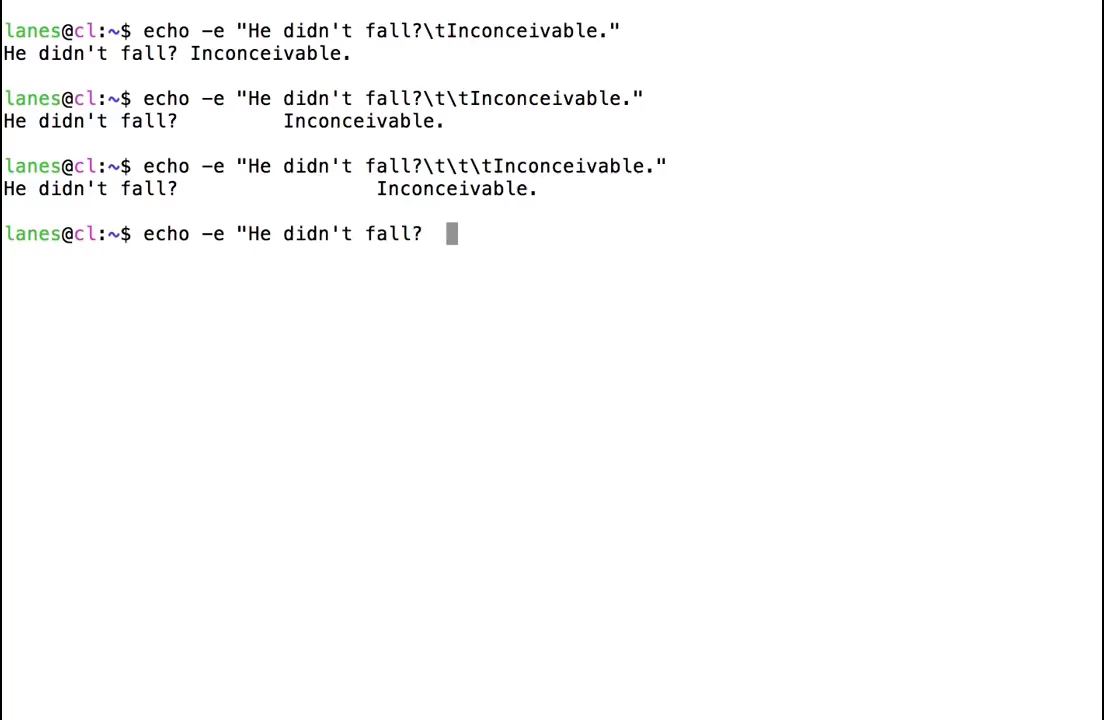 lanes@cl:~$ echo -e "He didn't fall?\tInconceivable."
He didn't fall? Inconceivable.
lanes@cl:~$ echo -e "He didn't fall?\t\tInconceivable."
He didn't fall?         Inconceivable.
lanes@cl:~$ echo -e "He didn't fall?\t\t\tInconceivable."
He didn't fall?                 Inconceivable.
lanes@cl:~$ echo -e "He didn't fall?